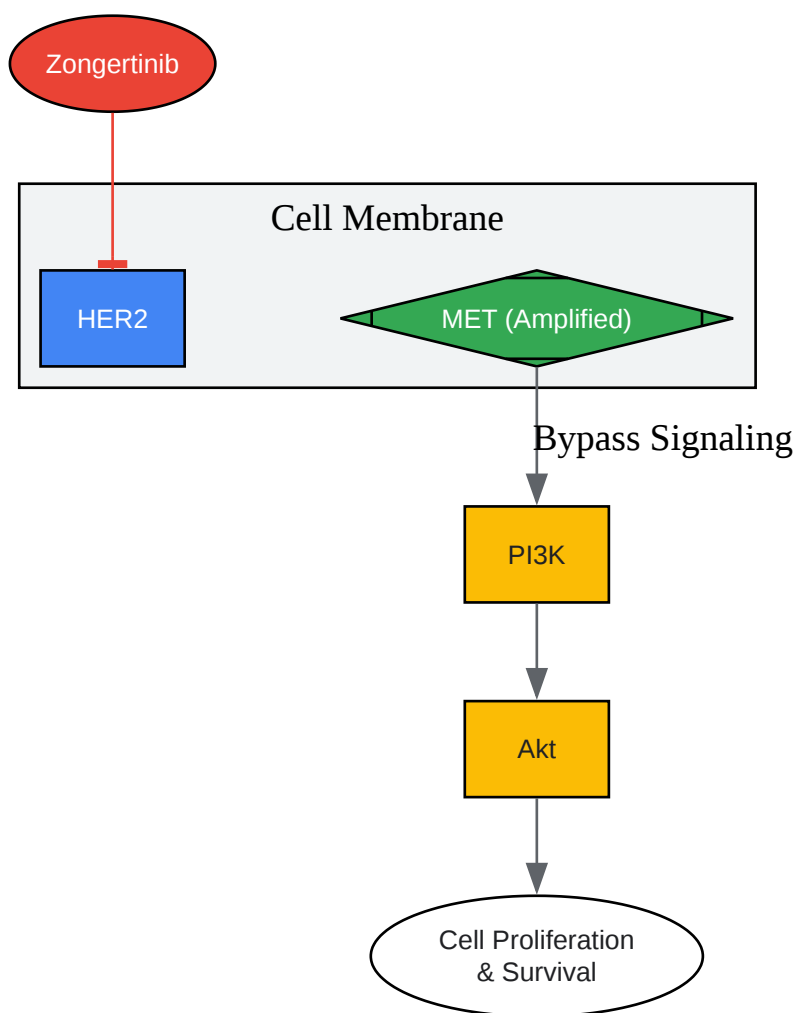 Zongertinib
Cell Membrane
HER2
MET (Amplified)
Bypass Signaling
PI3K
Akt
Cell Proliferation
& Survival